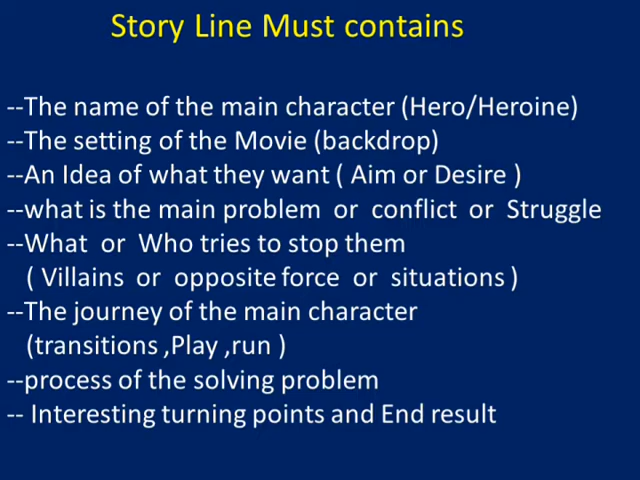 Story Line Must contains
--The name of the main character (Hero/Heroine)
--The setting of the Movie (backdrop)
--An Idea of what they want ( Aim or Desire )
--what is the main problem or conflict or Struggle
--What or Who tries to stop them
( Villains or opposite force or situations )
--The journey of the main character
(transitions ,Play ,run )
--process of the solving problem
-- Interesting turning points and End result